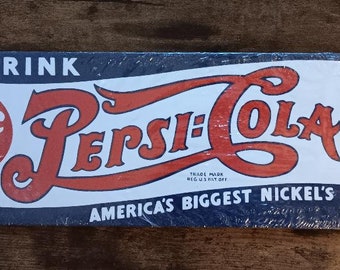 RINK
PEPSI:COLA
TRADE MARK
REG. U.S. PAT. OFF.
AMERICA'S BIGGEST NICKEL'S